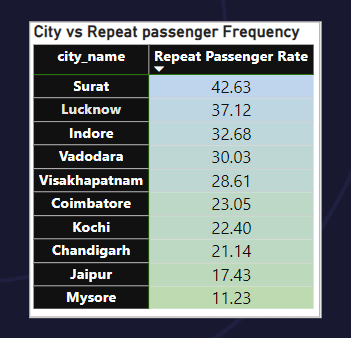 City vs Repeat passenger Frequency
city_name Repeat Passenger Rate
Surat 42.63
Lucknow 37.12
Indore 32.68
Vadodara 30.03
Visakhapatnam 28.61
Coimbatore 23.05
Kochi 22.40
Chandigarh 21.14
Jaipur 17.43
Mysore 11.23